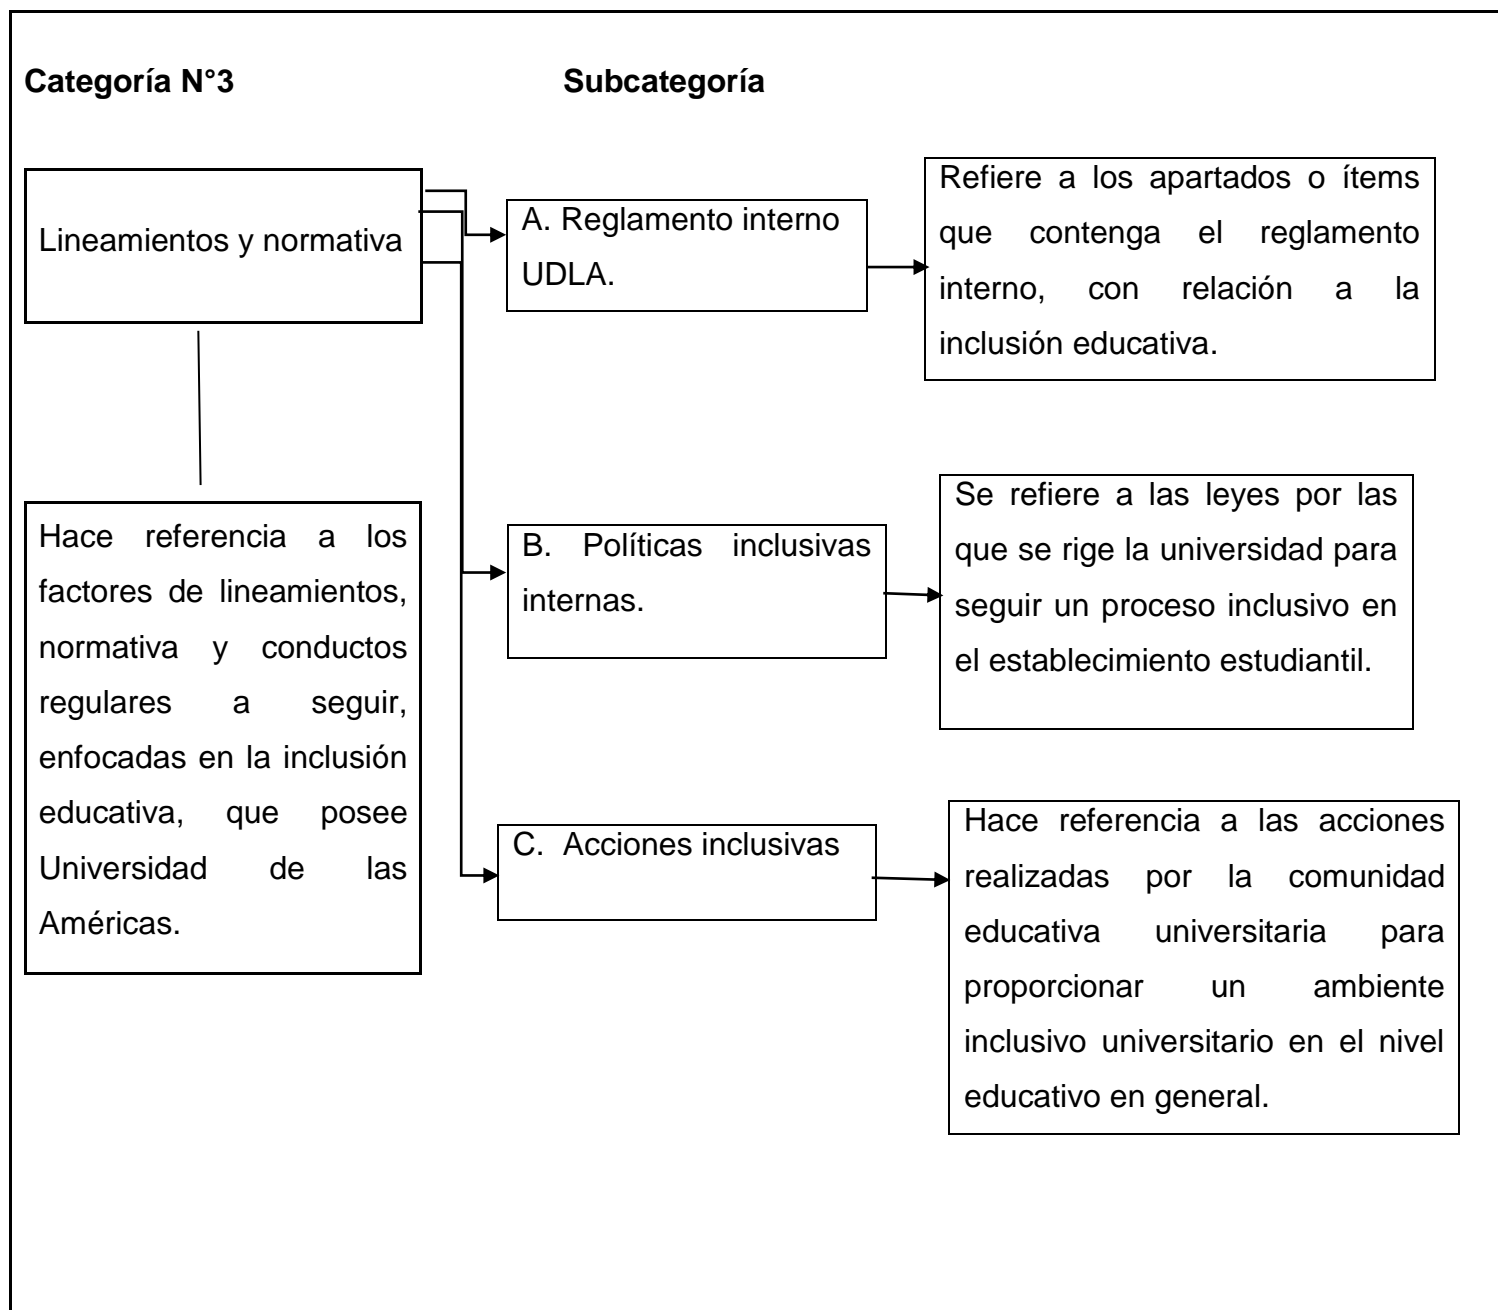 Categoría N°3
Subcategoría
Lineamientos y normativa
Hace referencia a los
factores de lineamientos,
normativa y conductos
regulares a seguir,
enfocadas en la inclusión
educativa, que posee
Universidad de las
Américas.
A. Reglamento interno
UDLA.
Refiere a los apartados o ítems
que contenga el reglamento
interno, con relación a la
inclusión educativa.
B. Políticas inclusivas
internas.
Se refiere a las leyes por las
que se rige la universidad para
seguir un proceso inclusivo en
el establecimiento estudiantil.
C. Acciones inclusivas
Hace referencia a las acciones
realizadas por la comunidad
educativa universitaria para
proporcionar un ambiente
inclusivo universitario en el nivel
educativo en general.